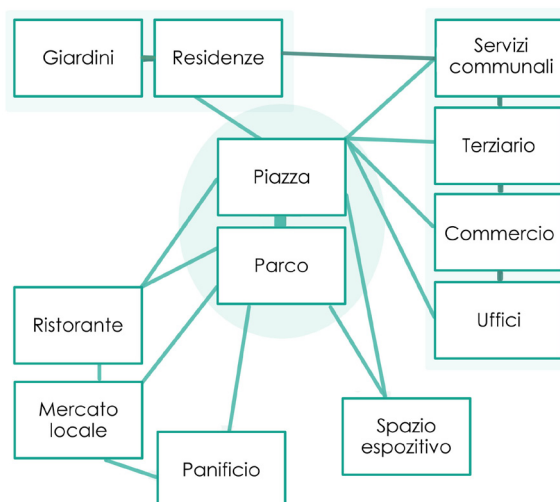 Giardini
Residenze
Servizi
communali
Piazza
Terziario
Parco
Commercio
Ristorante
Uffici
Mercato
locale
Panificio
Spazio
espozitivo